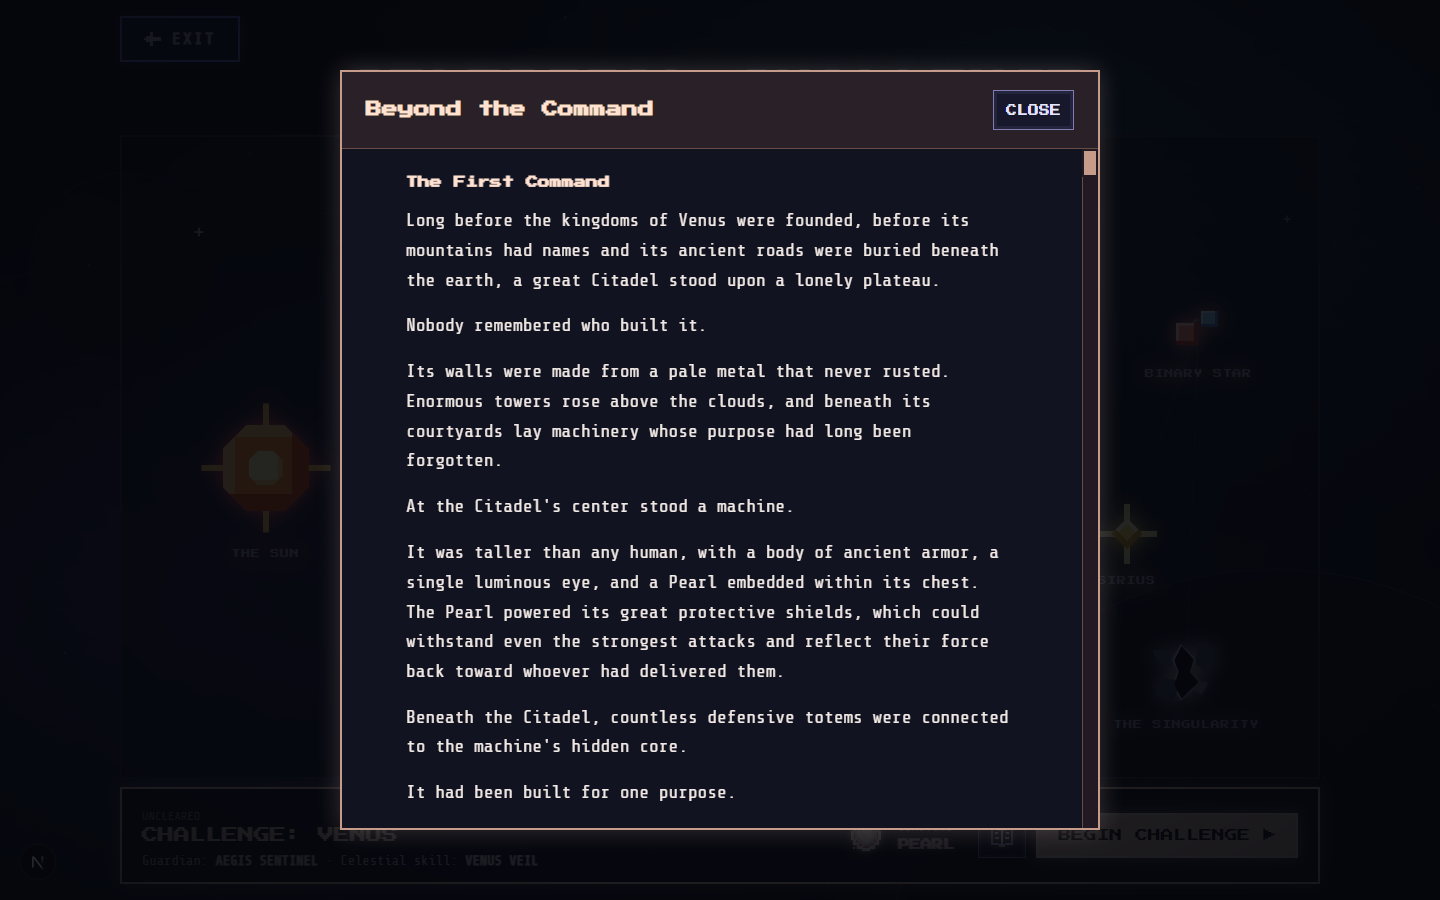 EXIT
Beyond the Command
CLOSE
The First Command
Long before the kingdoms of Venus were founded, before its
mountains had names and its ancient roads were buried beneath
the earth, a great Citadel stood upon a lonely plateau.
Nobody remembered who built it.
Its walls were made from a pale metal that never rusted.
Enormous towers rose above the clouds, and beneath its
courtyards lay machinery whose purpose had long been
forgotten.
At the Citadel's center stood a machine.
It was taller than any human, with a body of ancient armor, a
single luminous eye, and a Pearl embedded within its chest.
The Pearl powered its great protective shields, which could
withstand even the strongest attacks and reflect their force
back toward whoever had delivered them.
Beneath the Citadel, countless defensive totems were connected
to the machine's hidden core.
It had been built for one purpose.
THE SUN
BINARY STAR
SIRIUS
THE SINGULARITY
UNCLEARED
CHALLENGE: VENUS
Guardian: AEGIS SENTINEL · Celestial skill: VENUS VEIL
PEARL
BEGIN CHALLENGE ▶
N